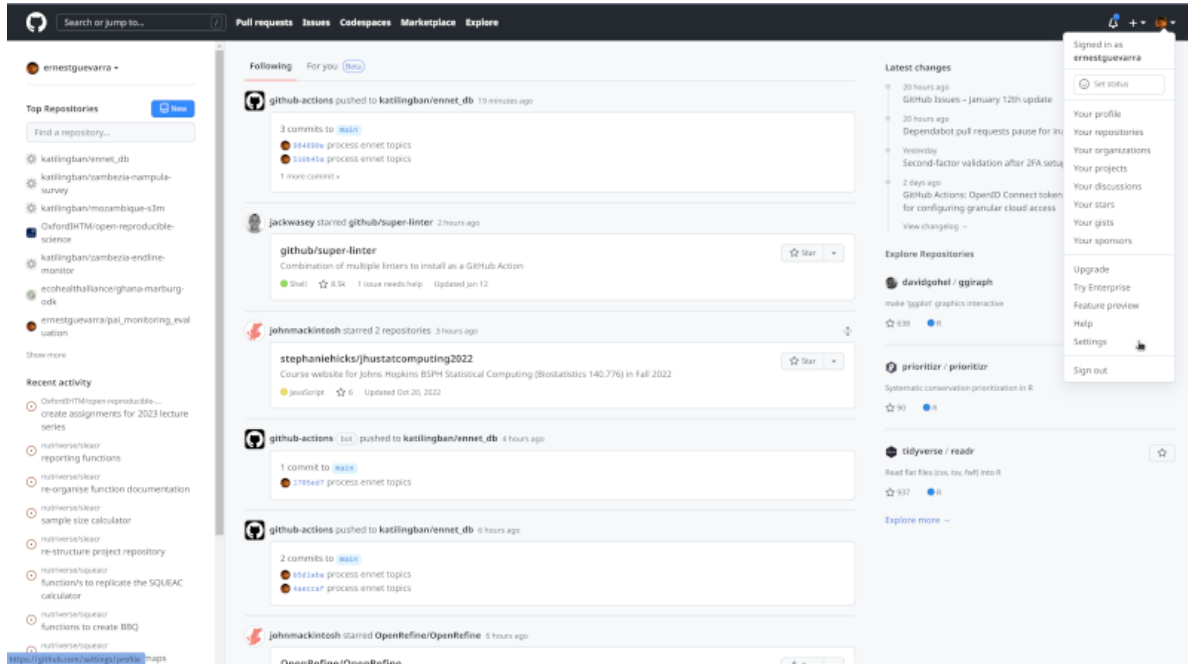 Search or jump to...
/
Pull requests Issues Codespaces Marketplace Explore
ernestguevarra
Top Repositories
New
Find a repository...
katilingban/ennet_db
katilingban/zambezia-nampula-
survey
katilingban/mozambique-s3m
OxfordIHTM/open-reproducible-
science
katilingban/zambezia-endline-
monitor
ecohealthalliance/ghana-marburg-
odk
ernestguevarra/pai_monitoring_eval
uation
Show more
Recent activity
OxfordIHTM/open-reproducible-...
create assignments for 2023 lecture
series
nutriverse/sleacr
reporting functions
nutriverse/sleacr
re-organise function documentation
nutriverse/sleacr
sample size calculator
nutriverse/sleacr
re-structure project repository
nutriverse/squeacr
function/s to replicate the SQUEAC
calculator
nutriverse/squeacr
functions to create BBQ
nutriverse/squeacr
maps
https://github.com/settings/profile
Following For you Beta
github-actions pushed to katilingban/ennet_db 19 minutes ago
3 commits to main
process ennet topics
process ennet topics
1 more commit »
jackwasey starred github/super-linter 2 hours ago
github/super-linter
Star
Combination of multiple linters to install as a GitHub Action
Shell 8.5k 1 issue needs help Updated Jan 12
johnmackintosh starred 2 repositories 3 hours ago
stephaniehicks/jhustatcomputing2022
Star
Course website for Johns Hopkins BSPH Statistical Computing (Biostatistics 140.776) in Fall 2022
JavaScript 6 Updated Oct 20, 2022
github-actions bot pushed to katilingban/ennet_db 4 hours ago
1 commit to main
process ennet topics
github-actions pushed to katilingban/ennet_db 6 hours ago
2 commits to main
process ennet topics
process ennet topics
johnmackintosh starred OpenRefine/OpenRefine 6 hours ago
OpenRefine/OpenRefine
Latest changes
20 hours ago
GitHub Issues – January 12th update
20 hours ago
Dependabot pull requests pause for
Yesterday
Second-factor validation after 2FA setup
2 days ago
GitHub Actions: OpenID Connect token
for configuring granular cloud access
View changelog →
Explore Repositories
davidgohel / ggiraph
make 'ggplot' graphics interactive
638 R
prioritizr / prioritizr
Systematic conservation prioritization in R
90 R
tidyverse / readr
Read flat files (csv, tsv, fwf) into R
937 R
Explore more →
Signed in as
ernestguevarra
Set status
Your profile
Your repositories
Your organizations
Your projects
Your discussions
Your stars
Your gists
Your sponsors
Upgrade
Try Enterprise
Feature preview
Help
Settings
Sign out